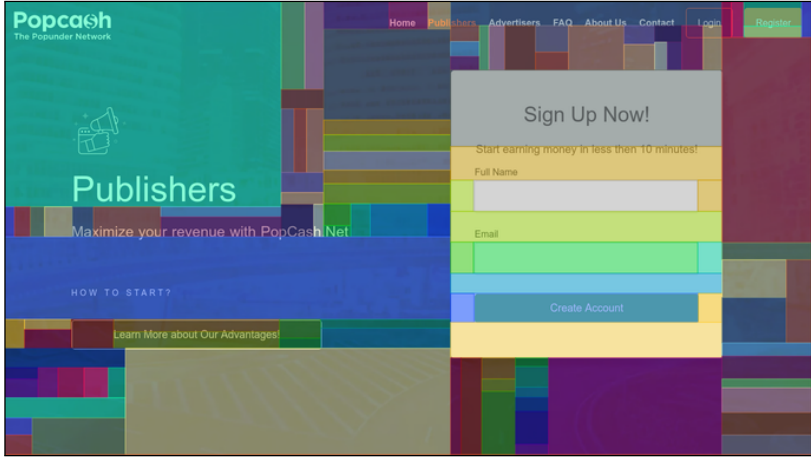 Popcash
The Popunder Network
Home Publishers Advertisers FAQ About Us Contact Login Register
Sign Up Now!
Start earning money in less then 10 minutes!
Full Name
Publishers
Maximize your revenue with PopCash.Net
Email
HOW TO START?
Create Account
Learn More about Our Advantages!